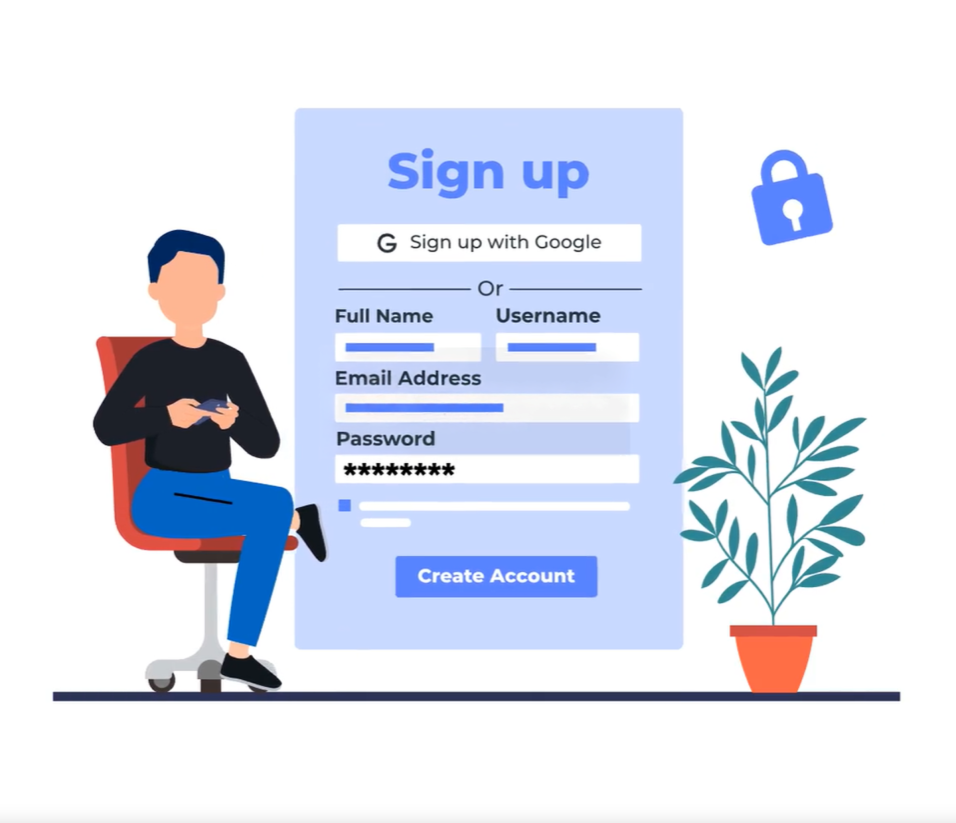 Sign up
G Sign up with Google
Or
Full Name Username
Email Address
Password
********
Create Account